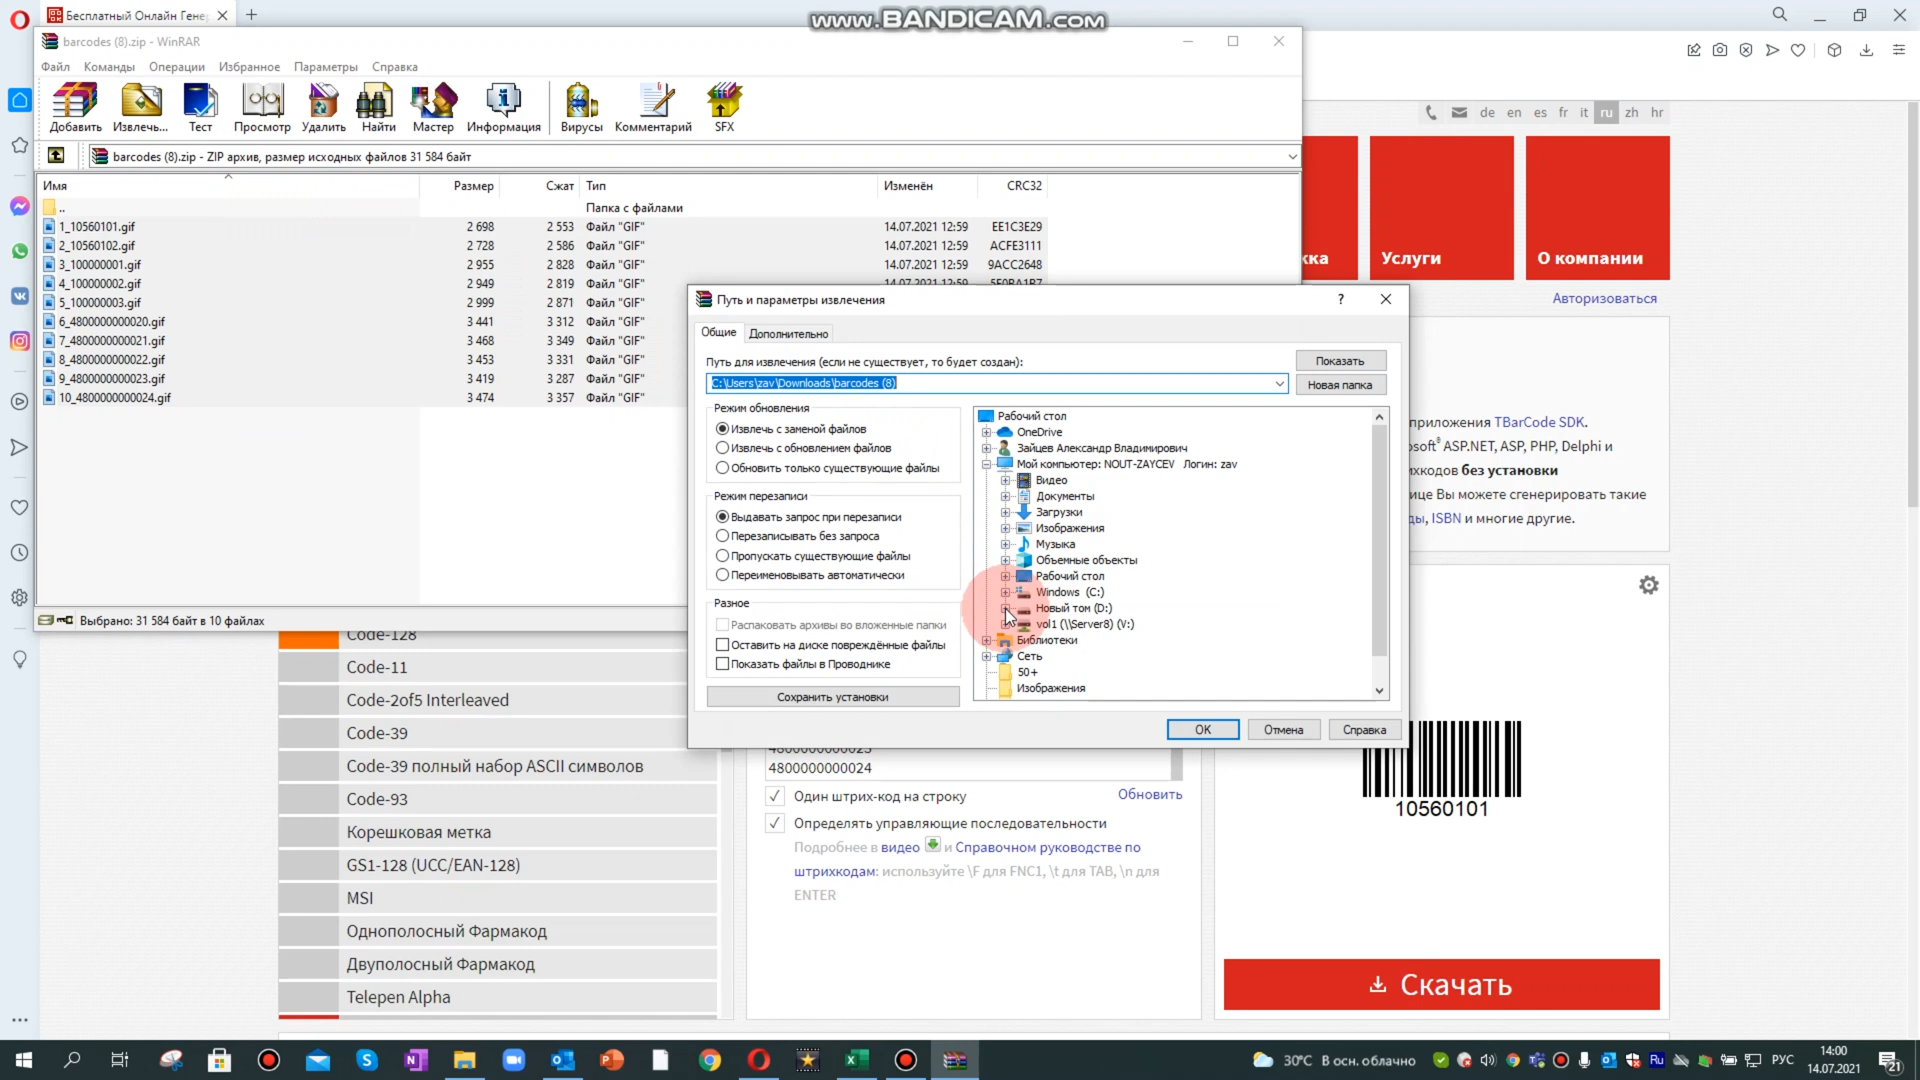 Бесплатный Онлайн Гене
www.BANDICAM.com
barcodes (8).zip - WinRAR
Файл Команды Операции Избранное Параметры Справка
Добавить Извлечь... Тест Просмотр Удалить Найти Мастер Информация Вирусы Комментарий SFX
barcodes (8).zip - ZIP архив, размер исходных файлов 31 584 байт
Имя Размер Сжат Тип Изменён CRC32
.. Папка с файлами
1_10560101.gif 2 698 2 553 Файл "GIF" 14.07.2021 12:59 EE1C3E29
2_10560102.gif 2 728 2 586 Файл "GIF" 14.07.2021 12:59 ACFE3111
3_100000001.gif 2 955 2 828 Файл "GIF" 14.07.2021 12:59 9ACC2648
4_100000002.gif 2 949 2 819 Файл "GIF" 14.07.2021 12:59
5_100000003.gif 2 999 2 871 Файл "GIF"
6_4800000000020.gif 3 441 3 312 Файл "GIF"
7_4800000000021.gif 3 468 3 349 Файл "GIF"
8_4800000000022.gif 3 453 3 331 Файл "GIF"
9_4800000000023.gif 3 419 3 287 Файл "GIF"
10_4800000000024.gif 3 474 3 357 Файл "GIF"
Выбрано: 31 584 байт в 10 файлах
de en es fr it ru zh hr
жка Услуги О компании
Авторизоваться
Путь и параметры извлечения
Общие Дополнительно
Путь для извлечения (если не существует, то будет создан):
C:\Users\zav\Downloads\barcodes (8)
Показать
Новая папка
Режим обновления
Извлечь с заменой файлов
Извлечь с обновлением файлов
Обновить только существующие файлы
Режим перезаписи
Выдавать запрос при перезаписи
Перезаписывать без запроса
Пропускать существующие файлы
Переименовывать автоматически
Разное
Распаковать архивы во вложенные папки
Оставить на диске повреждённые файлы
Показать файлы в Проводнике
Сохранить установки
Рабочий стол
OneDrive
Зайцев Александр Владимирович
Мой компьютер: NOUT-ZAYCEV Логин: zav
Видео
Документы
Загрузки
Изображения
Музыка
Объемные объекты
Рабочий стол
Windows (C:)
Новый том (D:)
vol1 (\\Server8) (V:)
Библиотеки
Сеть
50+
Изображения
OK Отмена Справка
приложения TBarCode SDK.
osoft® ASP.NET, ASP, PHP, Delphi и
ихкодов без установки
ице Вы можете сгенерировать такие
ды, ISBN и многие другие.
Code-128
Code-11
Code-2of5 Interleaved
Code-39
Code-39 полный набор ASCII символов
Code-93
Корешковая метка
GS1-128 (UCC/EAN-128)
MSI
Однополосный Фармакод
Двуполосный Фармакод
Telepen Alpha
4800000000023
4800000000024
Один штрих-код на строку
Обновить
Определять управляющие последовательности
Подробнее в видео и Справочном руководстве по
штрихкодам: используйте \F для FNC1, \t для TAB, \n для
ENTER
10560101
Скачать
30°C В осн. облачно
Ru
РУС
14:00
14.07.2021
21